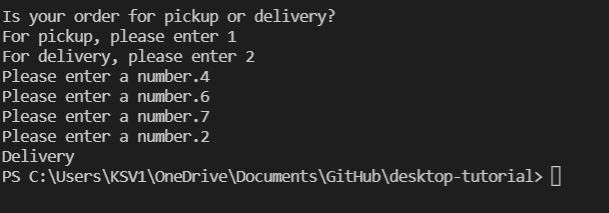 Is your order for pickup or delivery?
For pickup, please enter 1
For delivery, please enter 2
Please enter a number.4
Please enter a number.6
Please enter a number.7
Please enter a number.2
Delivery
PS C:\Users\KSV1\OneDrive\Documents\GitHub\desktop-tutorial>